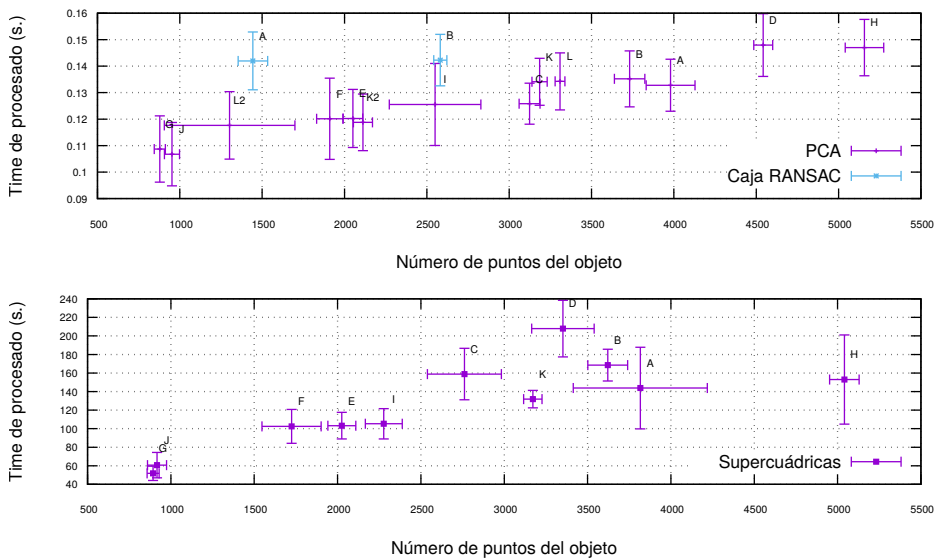 Time de procesado (s.)
0.16
0.15
0.14
0.13
0.12
0.11
0.1
0.09
G
J
L2
A
F
E
K2
B
I
C
K
L
B
A
D
H
PCA
Caja RANSAC
500
1000
1500
2000
2500
3000
3500
4000
4500
5000
5500
Número de puntos del objeto
Time de procesado (s.)
240
220
200
180
160
140
120
100
80
60
40
G
J
F
E
I
C
K
D
B
A
H
Supercuádricas
500
1000
1500
2000
2500
3000
3500
4000
4500
5000
5500
Número de puntos del objeto